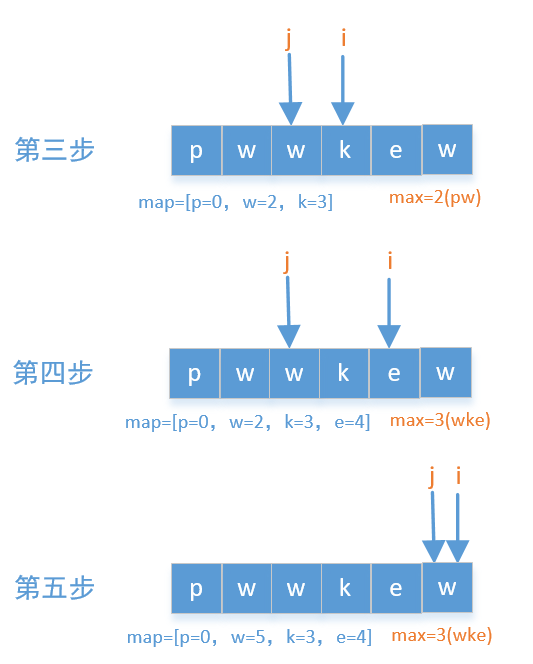 j i
第三步 p w w k e w
map=[p=0，w=2，k=3] max=2(pw)
j i
第四步 p w w k e w
map=[p=0，w=2，k=3，e=4] max=3(wke)
j i
第五步 p w w k e w
map=[p=0，w=5，k=3，e=4] max=3(wke)